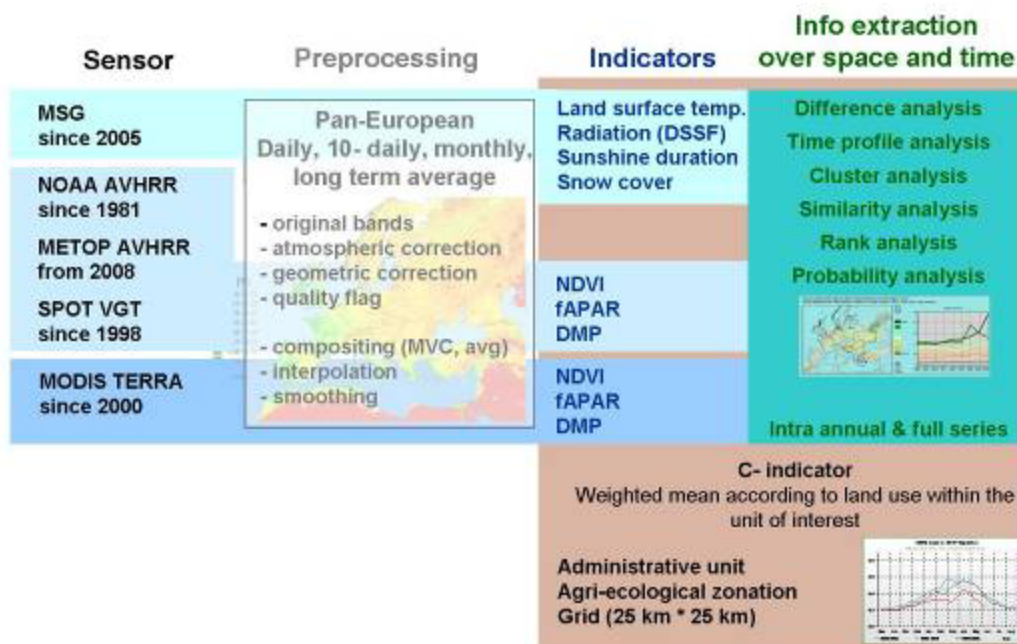 Sensor
Preprocessing
Indicators
Info extraction
over space and time
MSG
since 2005
NOAA AVHRR
since 1981
METOP AVHRR
from 2008
SPOT VGT
since 1998
MODIS TERRA
since 2000
Pan-European
Daily, 10- daily, monthly,
long term average
- original bands
- atmospheric correction
- geometric correction
- quality flag
- compositing (MVC, avg)
- interpolation
- smoothing
Land surface temp.
Radiation (DSSF)
Sunshine duration
Snow cover
NDVI
fAPAR
DMP
NDVI
fAPAR
DMP
Difference analysis
Time profile analysis
Cluster analysis
Similarity analysis
Rank analysis
Probability analysis
Intra annual & full series
C- indicator
Weighted mean according to land use within the
unit of interest
Administrative unit
Agri-ecological zonation
Grid (25 km * 25 km)